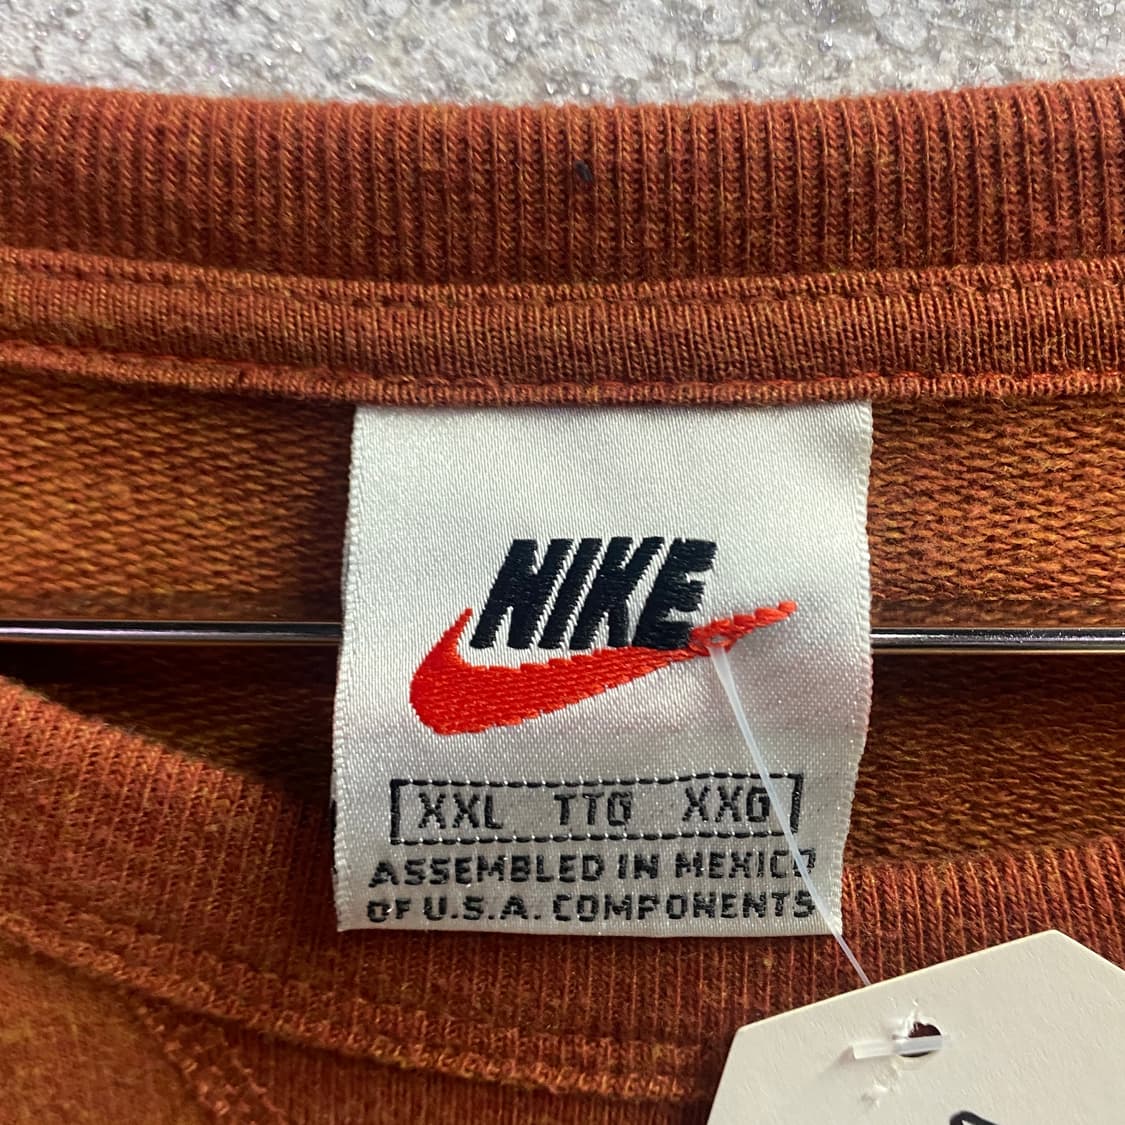 NIKE
XXL TTG XXG
ASSEMBLED IN MEXICO
OF U.S.A. COMPONENTS